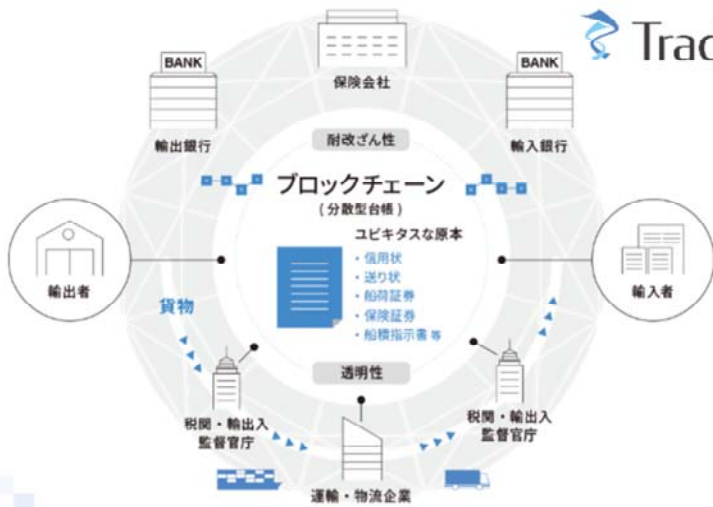 Trad
BANK
保険会社
BANK
輸出銀行
耐改ざん性
輸入銀行
ブロックチェーン
(分散型台帳)
ユビキタスな原本
・信用状
・送り状
・船荷証券
・保険証券
・船積指示書 等
輸出者
輸入者
貨物
透明性
税関・輸出入
監督官庁
税関・輸出入
監督官庁
運輸・物流企業